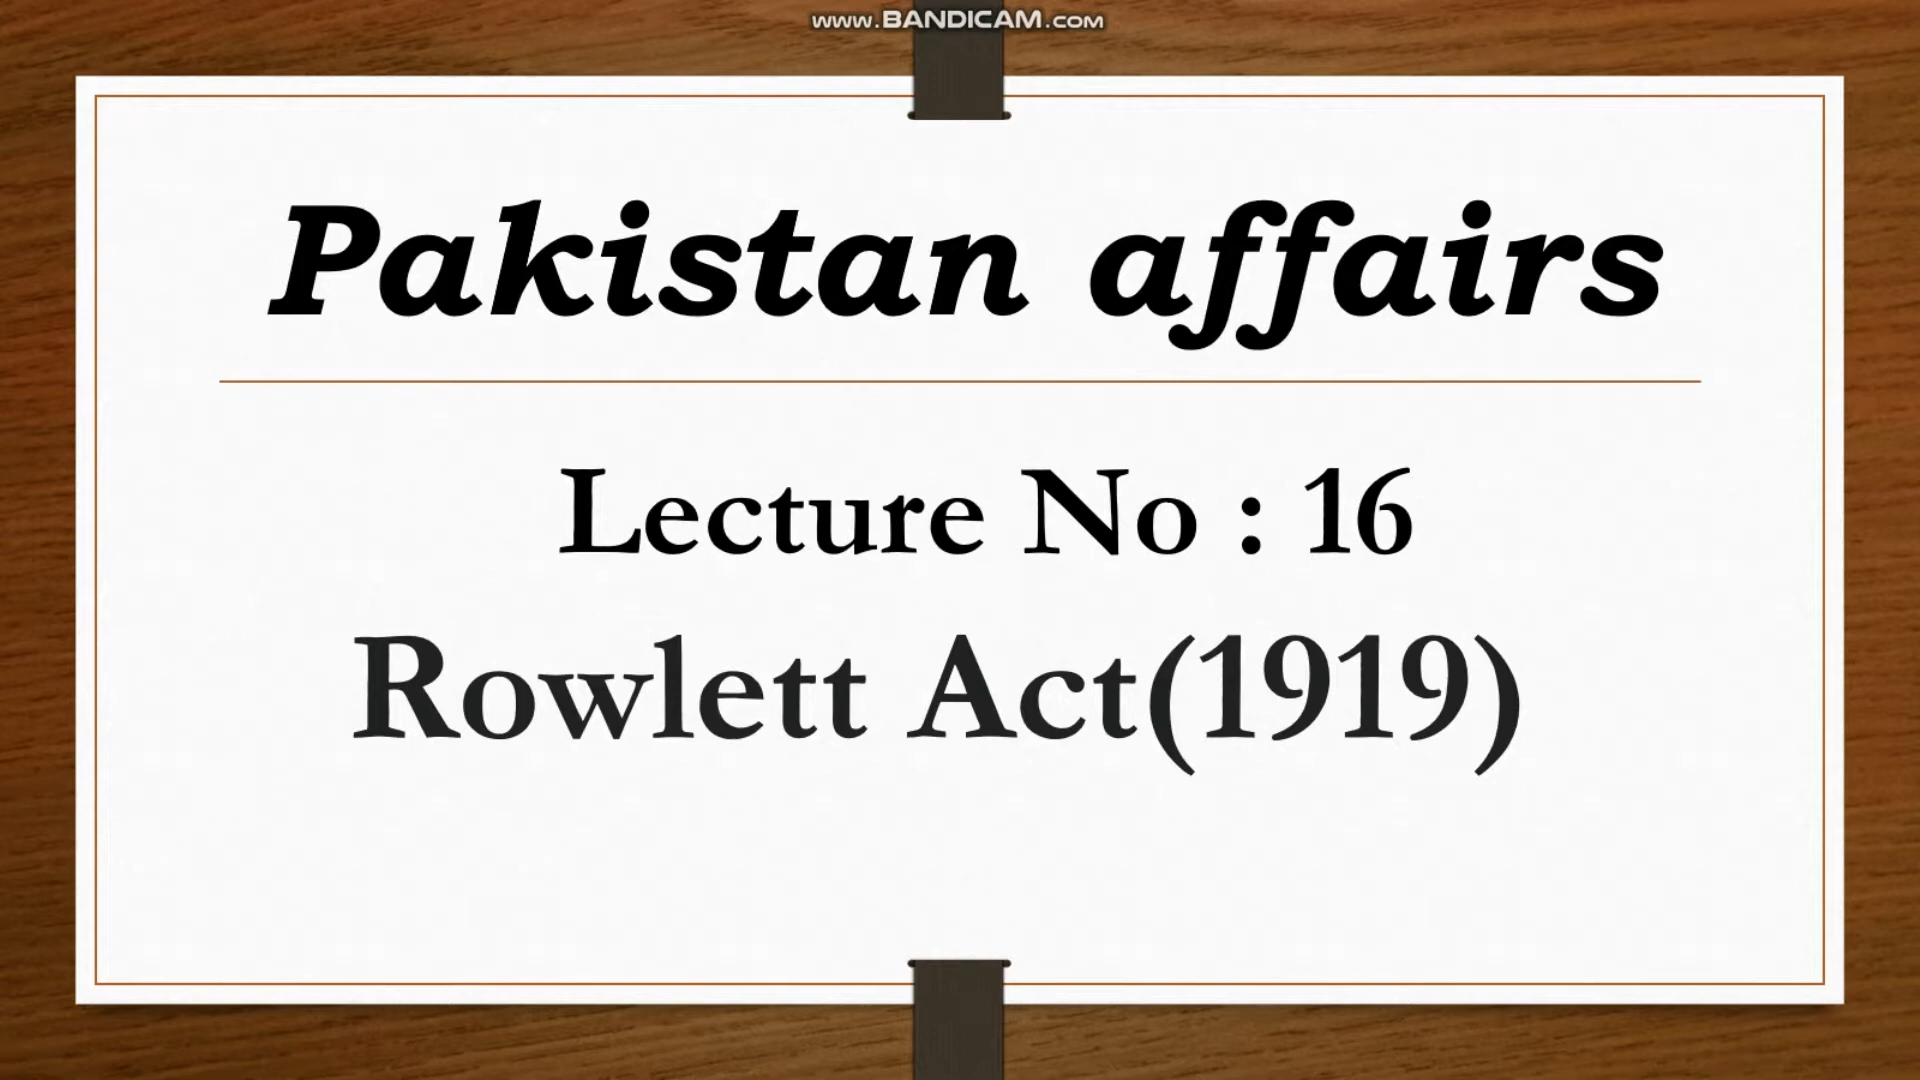 www.BANDICAM.com
Pakistan affairs
Lecture No : 16
Rowlett Act(1919)